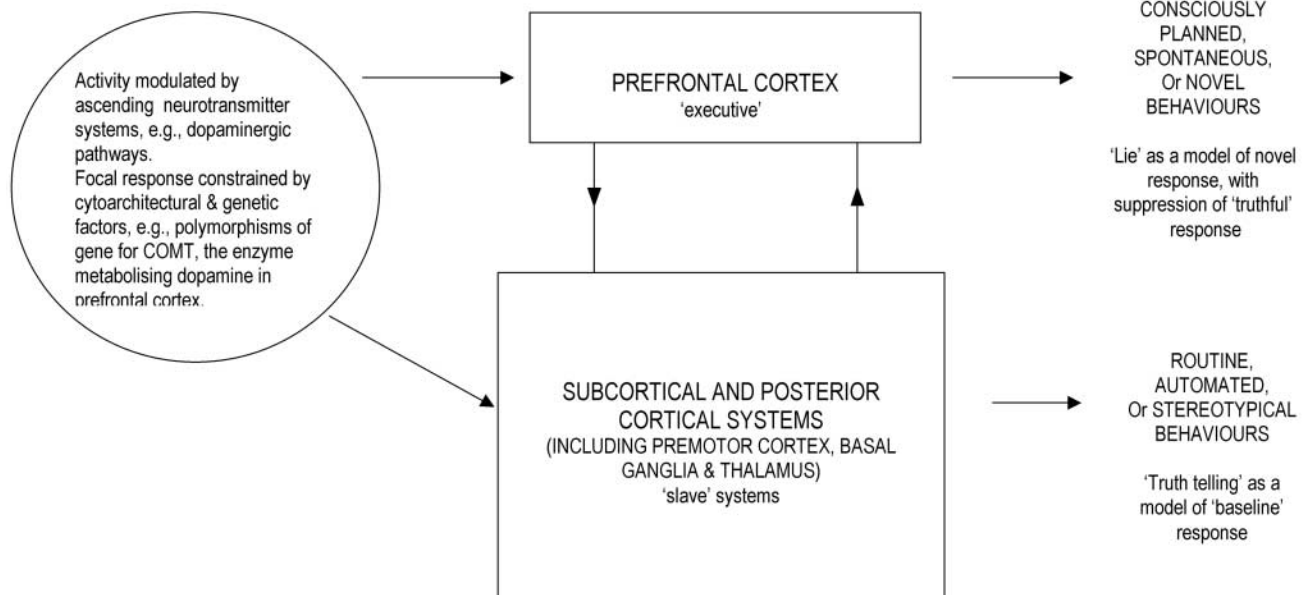 Activity modulated by
ascending neurotransmitter
systems, e.g., dopaminergic
pathways.
Focal response constrained by
cytoarchitectural & genetic
factors, e.g., polymorphisms of
gene for COMT, the enzyme
metabolising dopamine in
prefrontal cortex.
PREFRONTAL CORTEX
‘executive’
CONSCIOUSLY
PLANNED,
SPONTANEOUS,
Or NOVEL
BEHAVIOURS
‘Lie’ as a model of novel
response, with
suppression of ‘truthful’
response
SUBCORTICAL AND POSTERIOR
CORTICAL SYSTEMS
(INCLUDING PREMOTOR CORTEX, BASAL
GANGLIA & THALAMUS)
‘slave’ systems
ROUTINE,
AUTOMATED,
Or STEREOTYPICAL
BEHAVIOURS
‘Truth telling’ as a
model of ‘baseline’
response